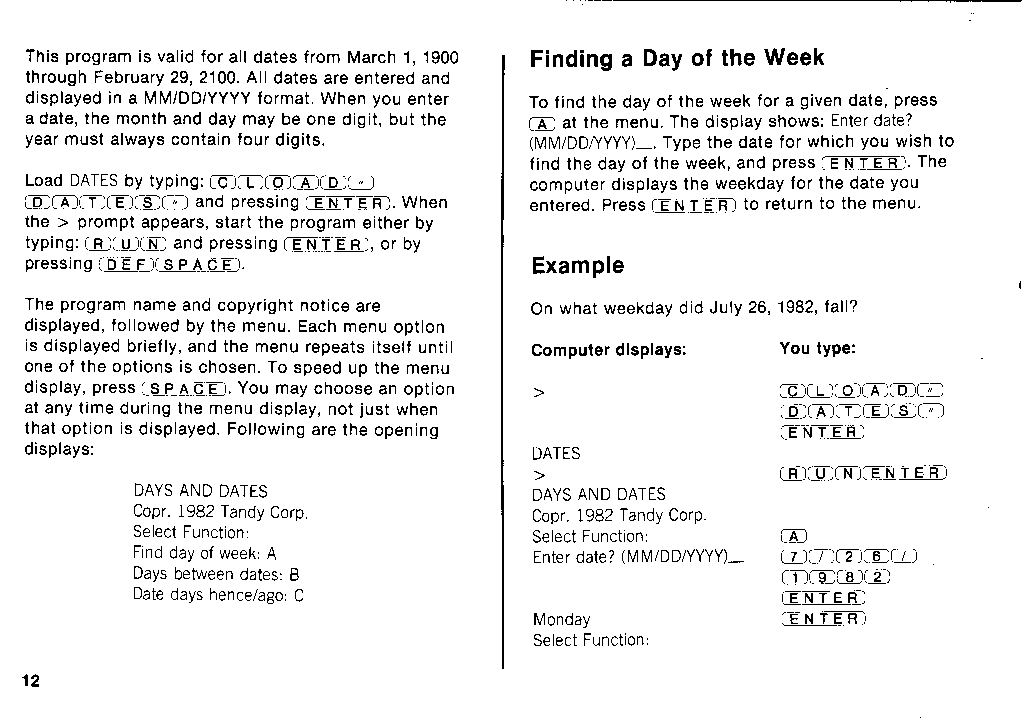 This program is valid for all dates from March 1, 1900
through February 29, 2100. All dates are entered and
displayed in a MM/DD/YYYY format. When you enter
a date, the month and day may be one digit, but the
year must always contain four digits.
Load DATES by typing: C L O A D "
D A T E S " and pressing ENTER. When
the > prompt appears, start the program either by
typing: R U N and pressing ENTER, or by
pressing DEF SPACE.
The program name and copyright notice are
displayed, followed by the menu. Each menu option
is displayed briefly, and the menu repeats itself until
one of the options is chosen. To speed up the menu
display, press SPACE. You may choose an option
at any time during the menu display, not just when
that option is displayed. Following are the opening
displays:
DAYS AND DATES
Copr. 1982 Tandy Corp.
Select Function:
Find day of week: A
Days between dates: B
Date days hence/ago: C
12
Finding a Day of the Week
To find the day of the week for a given date, press
A at the menu. The display shows: Enter date?
(MM/DD/YYYY)_. Type the date for which you wish to
find the day of the week, and press ENTER. The
computer displays the weekday for the date you
entered. Press ENTER to return to the menu.
Example
On what weekday did July 26, 1982, fall?
Computer displays: You type:
> C L O A D "
D A T E S "
ENTER
DATES
> R U N ENTER
DAYS AND DATES
Copr. 1982 Tandy Corp.
Select Function: A
Enter date? (MM/DD/YYYY)_ 7 / 2 6 /
1 9 8 2
ENTER
Monday ENTER
Select Function: